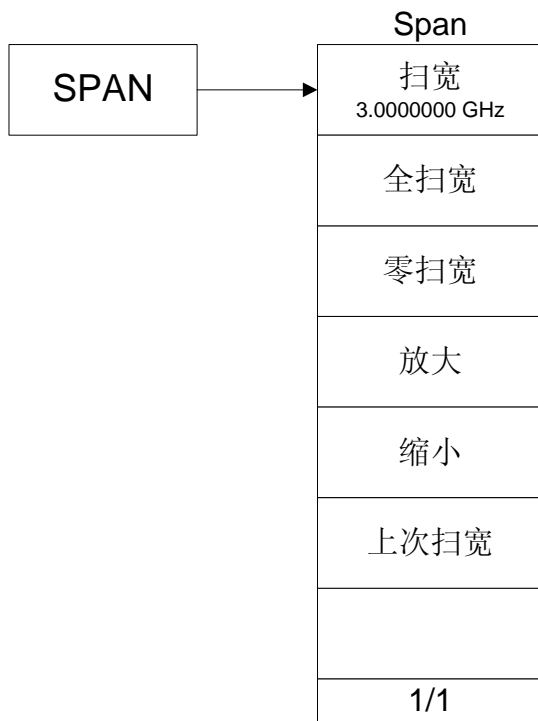 Span
SPAN
扫宽
3.0000000 GHz
全扫宽
零扫宽
放大
缩小
上次扫宽
1/1